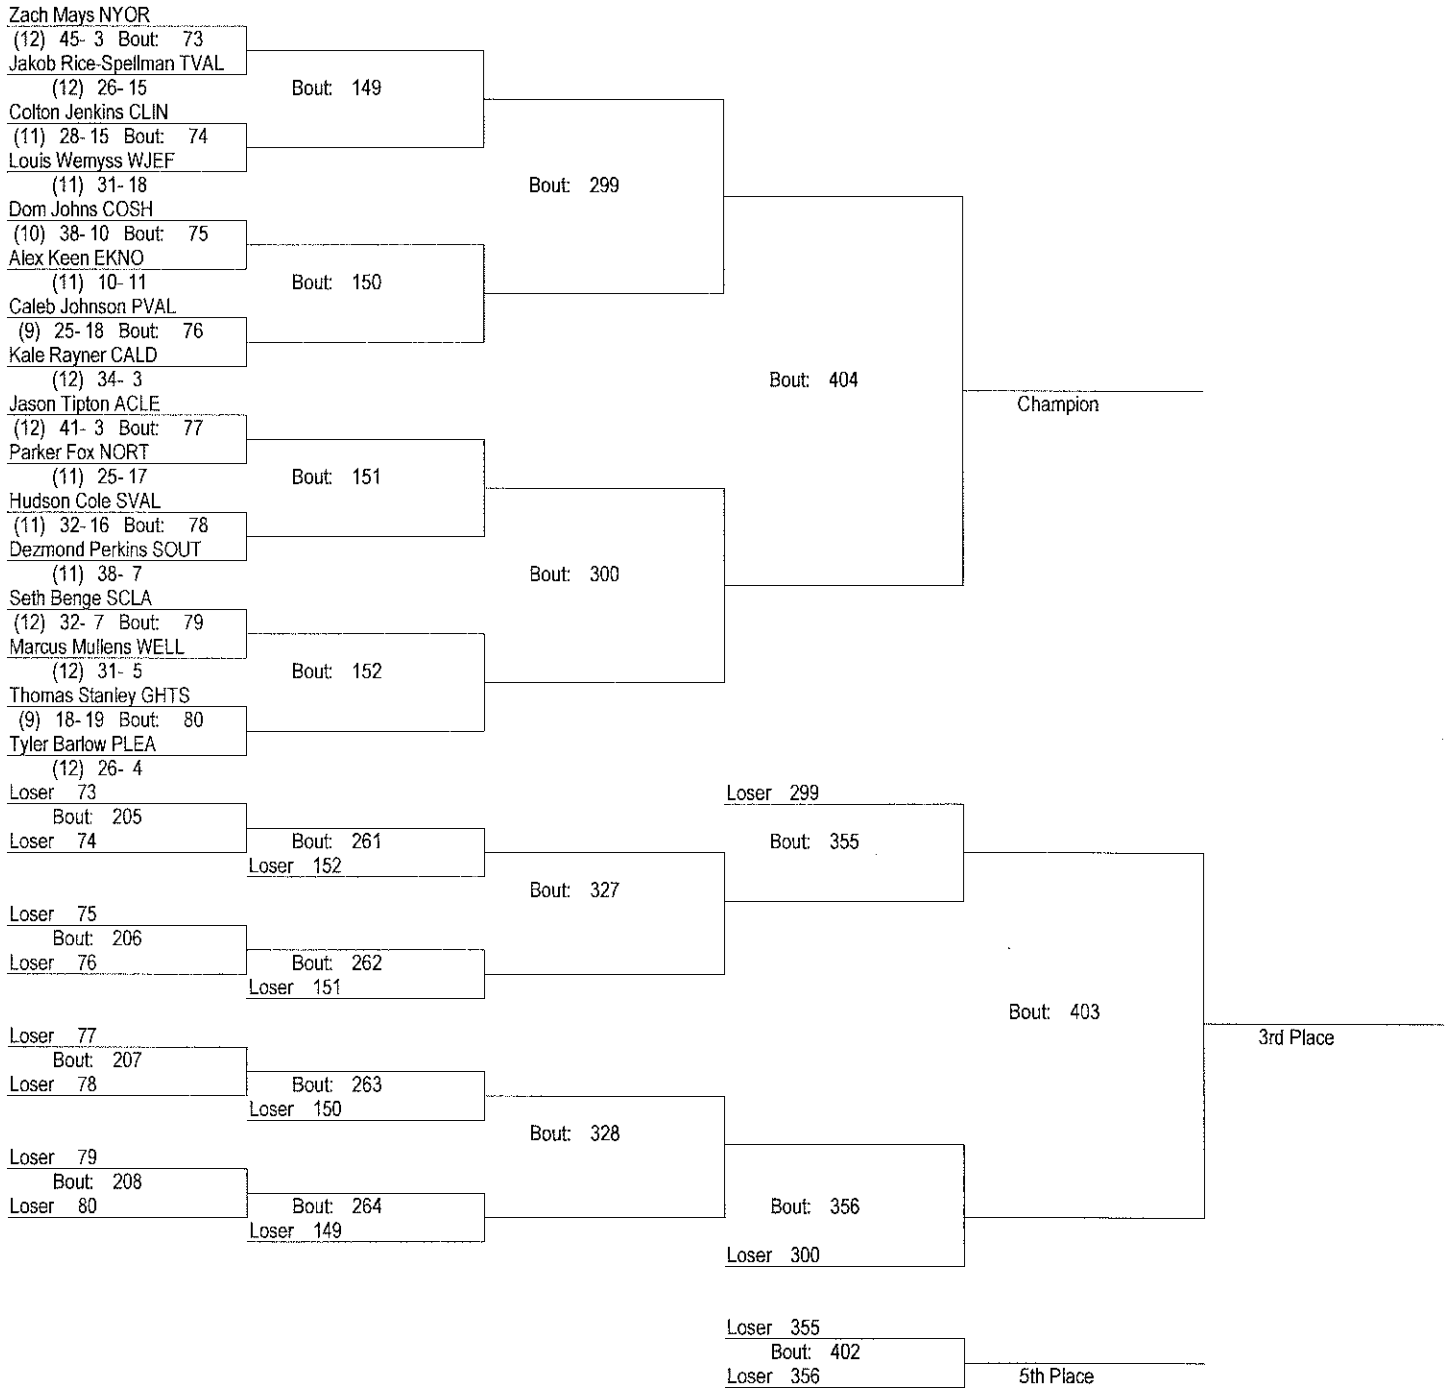 Zach Mays NYOR
(12) 45- 3 Bout: 73
Jakob Rice-Spellman TVAL
(12) 26- 15
Bout: 149
Colton Jenkins CLIN
(11) 28- 15 Bout: 74
Louis Wemyss WJEF
(11) 31- 18
Bout: 299
Dom Johns COSH
(10) 38- 10 Bout: 75
Alex Keen EKNO
(11) 10- 11
Bout: 150
Caleb Johnson PVAL
(9) 25- 18 Bout: 76
Kale Rayner CALD
(12) 34- 3
Bout: 404
Champion
Jason Tipton ACLE
(12) 41- 3 Bout: 77
Parker Fox NORT
(11) 25- 17
Bout: 151
Hudson Cole SVAL
(11) 32- 16 Bout: 78
Dezmond Perkins SOUT
(11) 38- 7
Bout: 300
Seth Benge SCLA
(12) 32- 7 Bout: 79
Marcus Mullens WELL
(12) 31- 5
Bout: 152
Thomas Stanley GHTS
(9) 18- 19 Bout: 80
Tyler Barlow PLEA
(12) 26- 4
Loser 73
Loser 299
Bout: 205
Loser 74
Bout: 261
Bout: 355
Loser 152
Bout: 327
Loser 75
Bout: 206
Loser 76
Bout: 262
Loser 151
Bout: 403
Loser 77
3rd Place
Bout: 207
Loser 78
Bout: 263
Loser 150
Bout: 328
Loser 79
Bout: 208
Loser 80
Bout: 264
Bout: 356
Loser 149
Loser 300
Loser 355
Bout: 402
Loser 356
5th Place